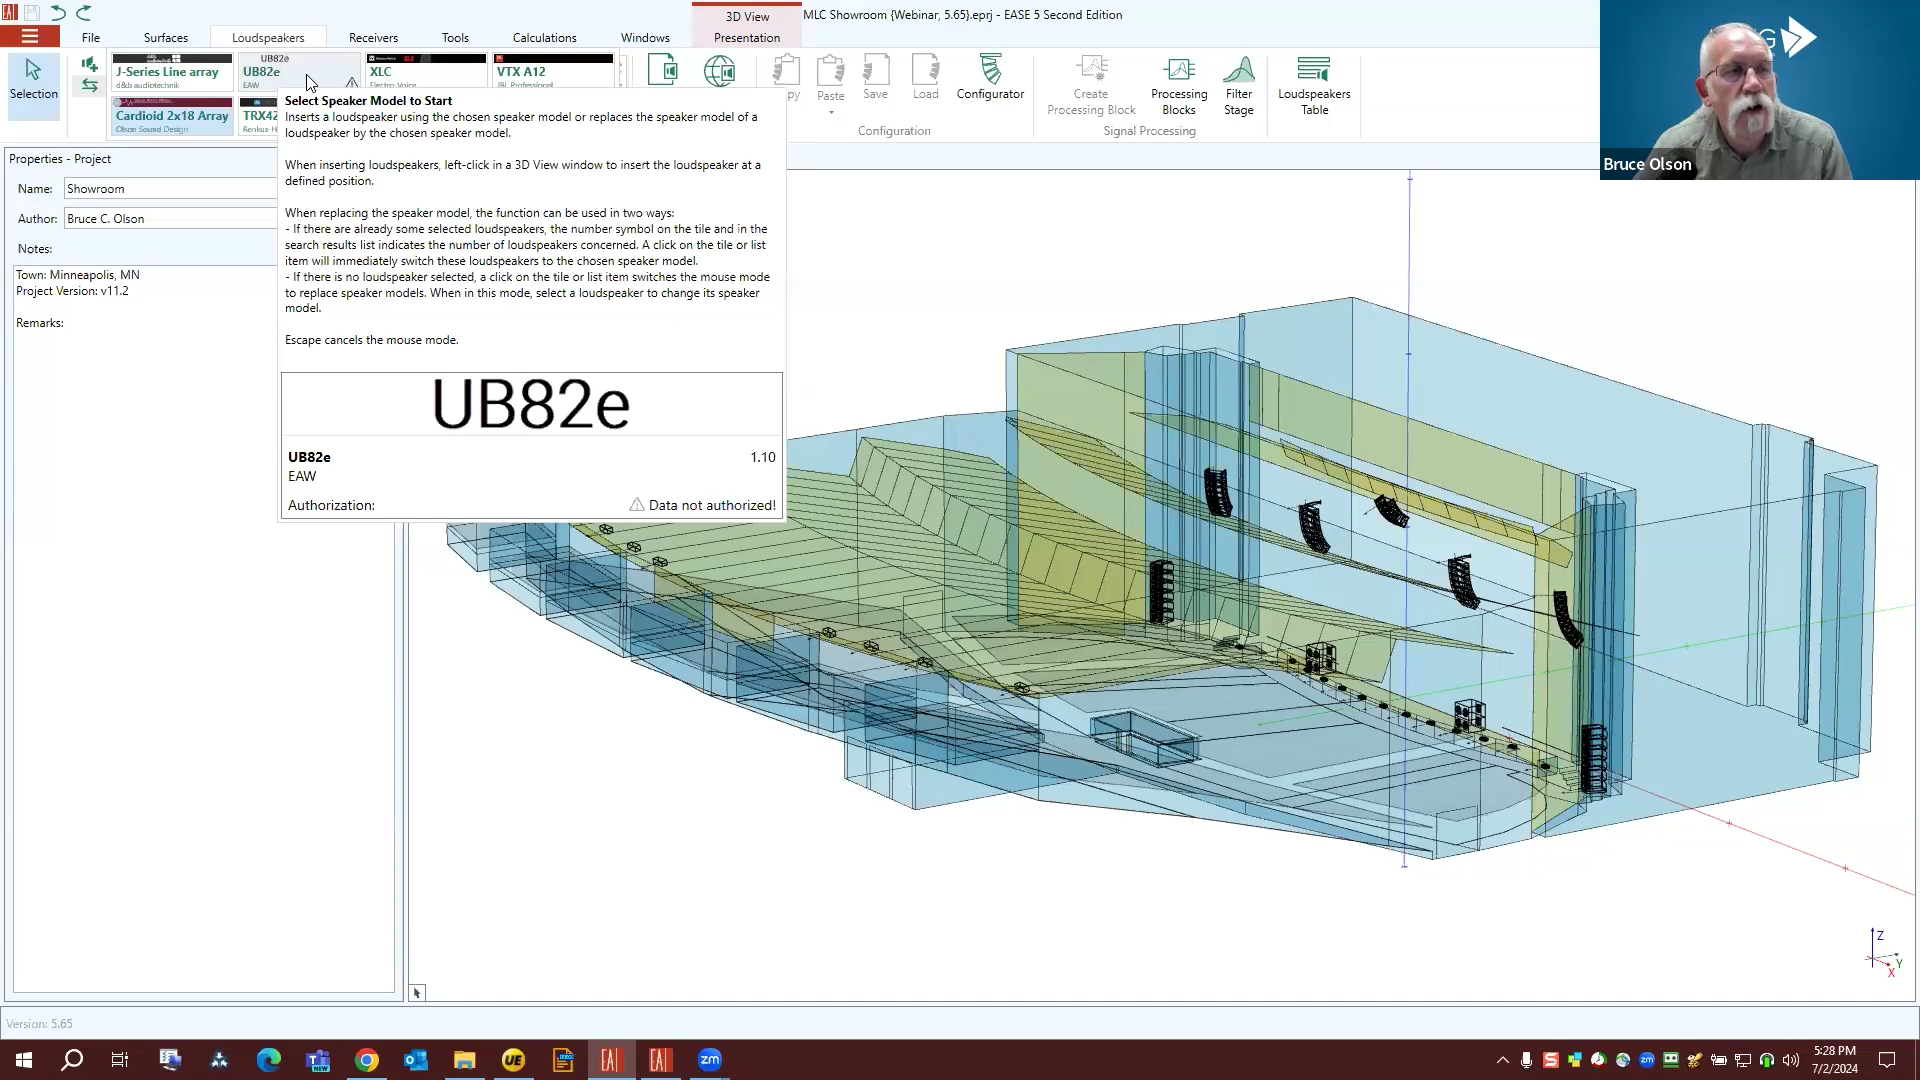 3D View
MLC Showroom {Webinar, 5.65}.eprj - EASE 5 Second Edition
File
Surfaces
Loudspeakers
Receivers
Tools
Calculations
Windows
Presentation
Selection
J-Series Line array
d&b audiotechnik
UB82e
UB82e
EAW
XLC
Electro-Voice
VTX A12
JBL Professional
Cardioid 2x18 Array
Olson Sound Design
TRX42
Renkus-H
py
Paste
Save
Load
Configurator
Configuration
Create
Processing Block
Processing
Blocks
Filter
Stage
Signal Processing
Loudspeakers
Table
G
Bruce Olson
Select Speaker Model to Start
Inserts a loudspeaker using the chosen speaker model or replaces the speaker model of a
loudspeaker by the chosen speaker model.
When inserting loudspeakers, left-click in a 3D View window to insert the loudspeaker at a
defined position.
When replacing the speaker model, the function can be used in two ways:
- If there are already some selected loudspeakers, the number symbol on the tile and in the
search results list indicates the number of loudspeakers concerned. A click on the tile or list
item will immediately switch these loudspeakers to the chosen speaker model.
- If there is no loudspeaker selected, a click on the tile or list item switches the mouse mode
to replace speaker models. When in this mode, select a loudspeaker to change its speaker
model.
Escape cancels the mouse mode.
UB82e
UB82e
1.10
EAW
Authorization:
Data not authorized!
Properties - Project
Name:
Showroom
Author:
Bruce C. Olson
Notes:
Town: Minneapolis, MN
Project Version: v11.2
Remarks:
Z
Y
X
Version: 5.65
NEW
UE
EA
EA
zm
S
zm
5:28 PM
7/2/2024